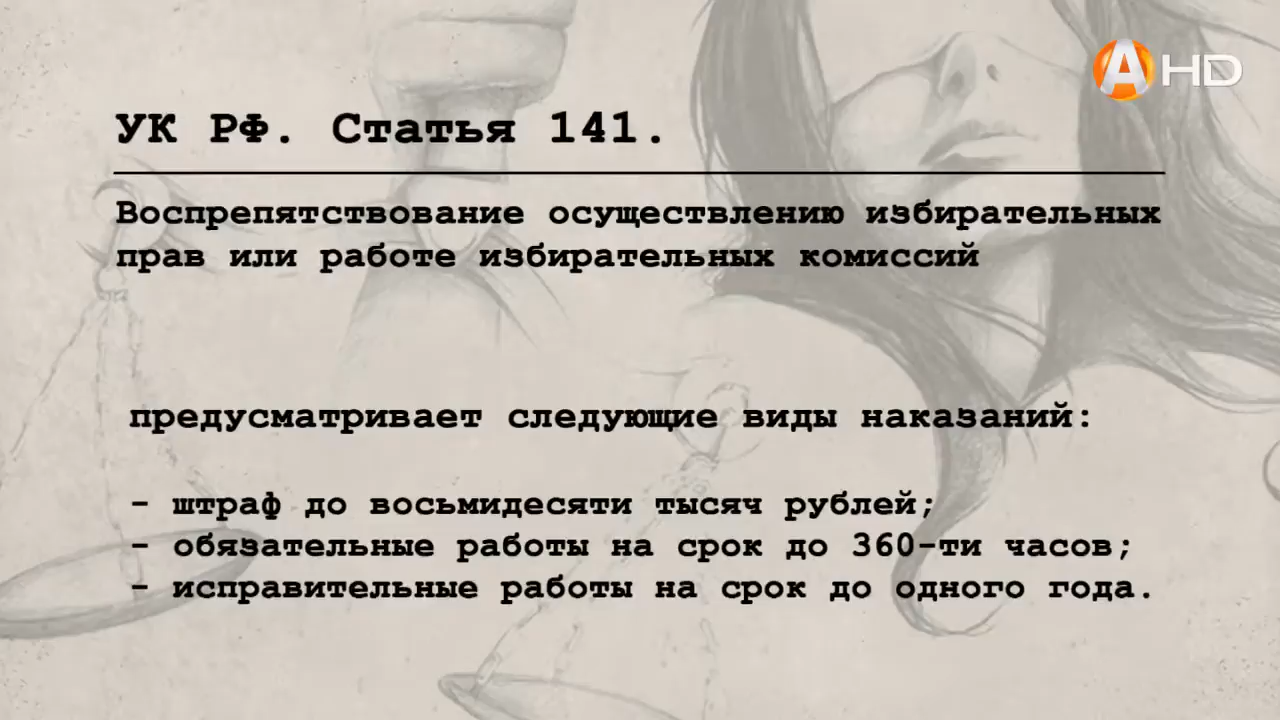 A HD
УК РФ. Статья 141.
Воспрепятствование осуществлению избирательных
прав или работе избирательных комиссий
предусматривает следующие виды наказаний:
- штраф до восьмидесяти тысяч рублей;
- обязательные работы на срок до 360-ти часов;
- исправительные работы на срок до одного года.